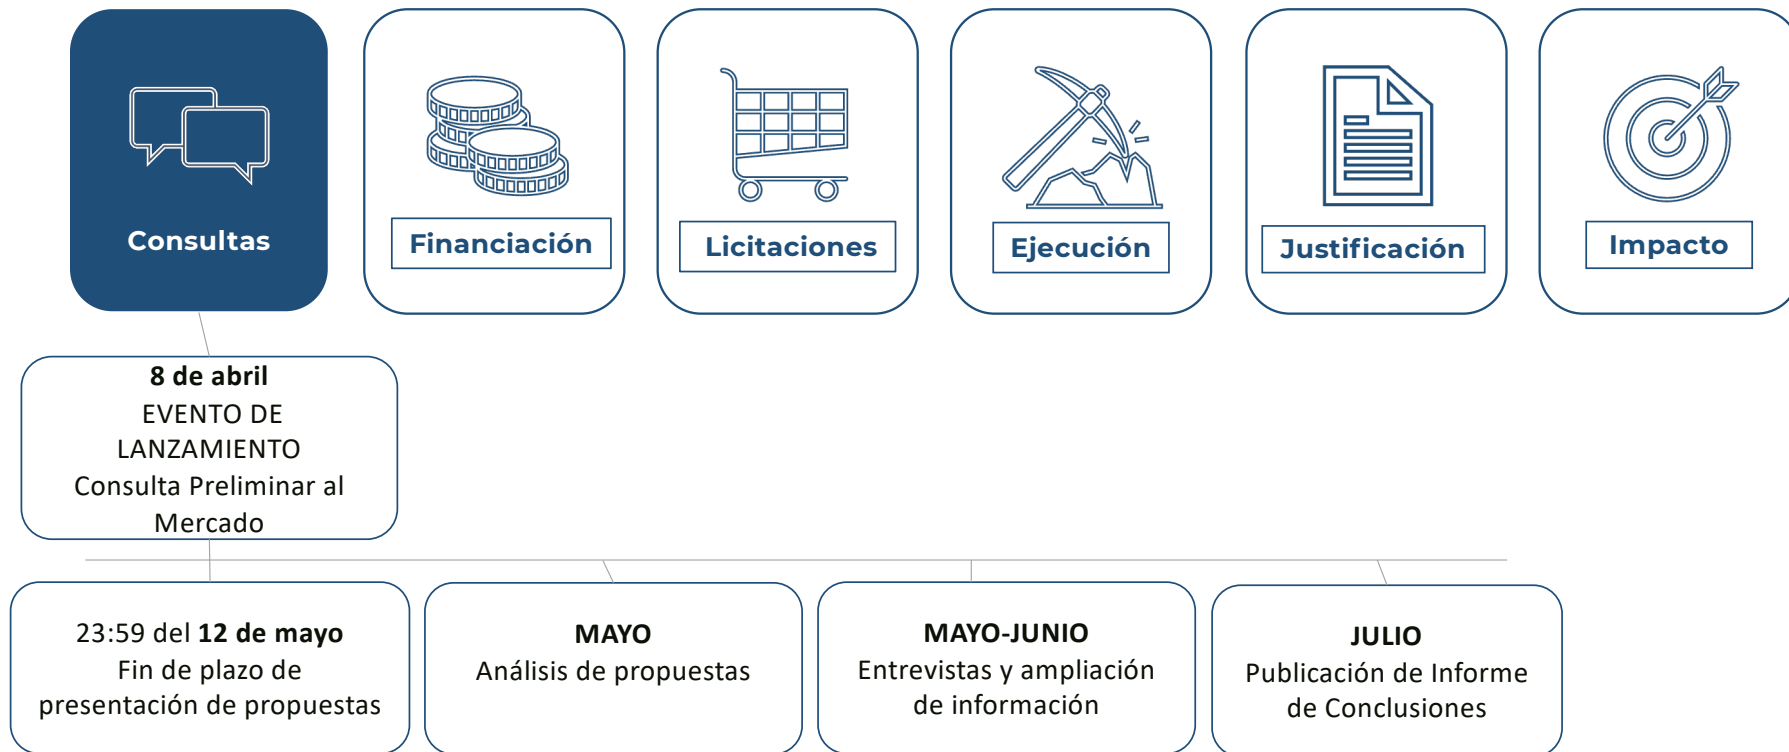 Consultas
Financiación
Licitaciones
Ejecución
Justificación
Impacto
8 de abril
EVENTO DE
LANZAMIENTO
Consulta Preliminar al
Mercado
23:59 del 12 de mayo
Fin de plazo de
presentación de propuestas
MAYO
Análisis de propuestas
MAYO-JUNIO
Entrevistas y ampliación
de información
JULIO
Publicación de Informe
de Conclusiones